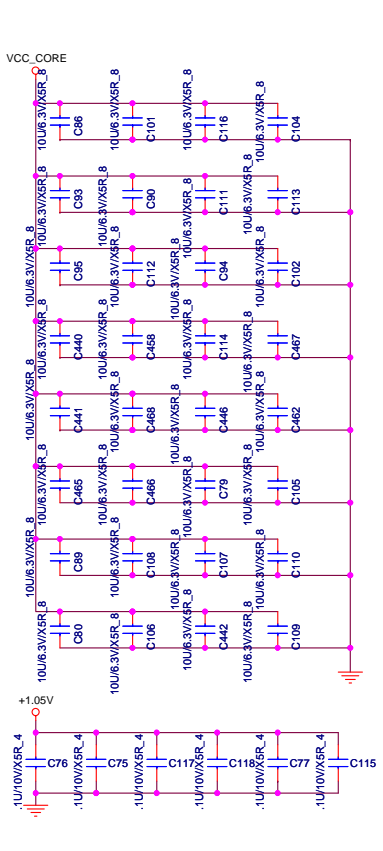 VCC_CORE
10U/6.3V/X5R_8
C86
10U/6.3V/X5R_8
C101
10U/6.3V/X5R_8
C116
10U/6.3V/X5R_8
C104
10U/6.3V/X5R_8
C93
10U/6.3V/X5R_8
C90
10U/6.3V/X5R_8
C111
10U/6.3V/X5R_8
C113
10U/6.3V/X5R_8
C95
10U/6.3V/X5R_8
C112
10U/6.3V/X5R_8
C94
10U/6.3V/X5R_8
C102
10U/6.3V/X5R_8
C440
10U/6.3V/X5R_8
C458
10U/6.3V/X5R_8
C114
10U/6.3V/X5R_8
C467
10U/6.3V/X5R_8
C441
10U/6.3V/X5R_8
C468
10U/6.3V/X5R_8
C446
10U/6.3V/X5R_8
C462
10U/6.3V/X5R_8
C465
10U/6.3V/X5R_8
C466
10U/6.3V/X5R_8
C79
10U/6.3V/X5R_8
C105
10U/6.3V/X5R_8
C89
10U/6.3V/X5R_8
C108
10U/6.3V/X5R_8
C107
10U/6.3V/X5R_8
C110
10U/6.3V/X5R_8
C80
10U/6.3V/X5R_8
C106
10U/6.3V/X5R_8
C442
10U/6.3V/X5R_8
C109
+1.05V
.1U/10V/X5R_4
C76
.1U/10V/X5R_4
C75
.1U/10V/X5R_4
C117
.1U/10V/X5R_4
C118
.1U/10V/X5R_4
C77
.1U/10V/X5R_4
C115